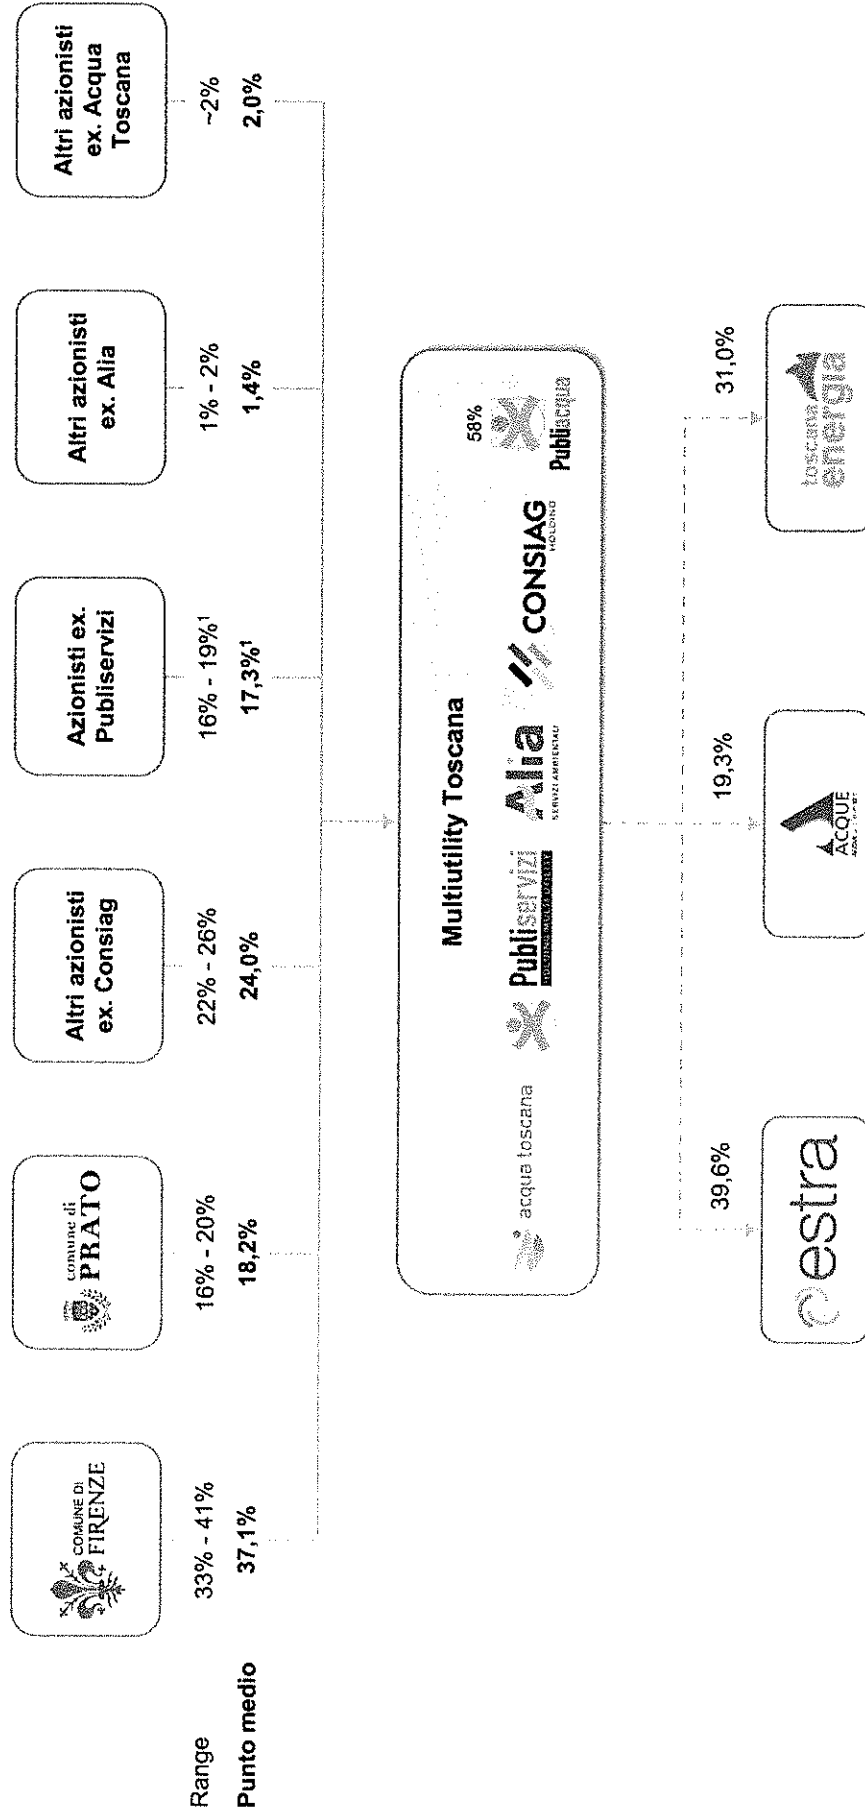 COMUNE DI
FIRENZE
comune di
PRATO
Altri azionisti
ex. Consiag
Azionisti ex.
Publiservizi
Altri azionisti
ex. Alia
Altri azionisti
ex. Acqua
Toscana
Range
33% - 41%
16% - 20%
22% - 26%
16% - 19%¹
1% - 2%
~2%
Punto medio
37,1%
18,2%
24,0%
17,3%¹
1,4%
2,0%
Multiutility Toscana
acqua toscana
Publiservizi
Alia
SERVIZI AMBIENTALI
CONSIAG
HOLDING
58%
Publiacqua
39,6%
19,3%
31,0%
estra
ACQUE
toscana
energia